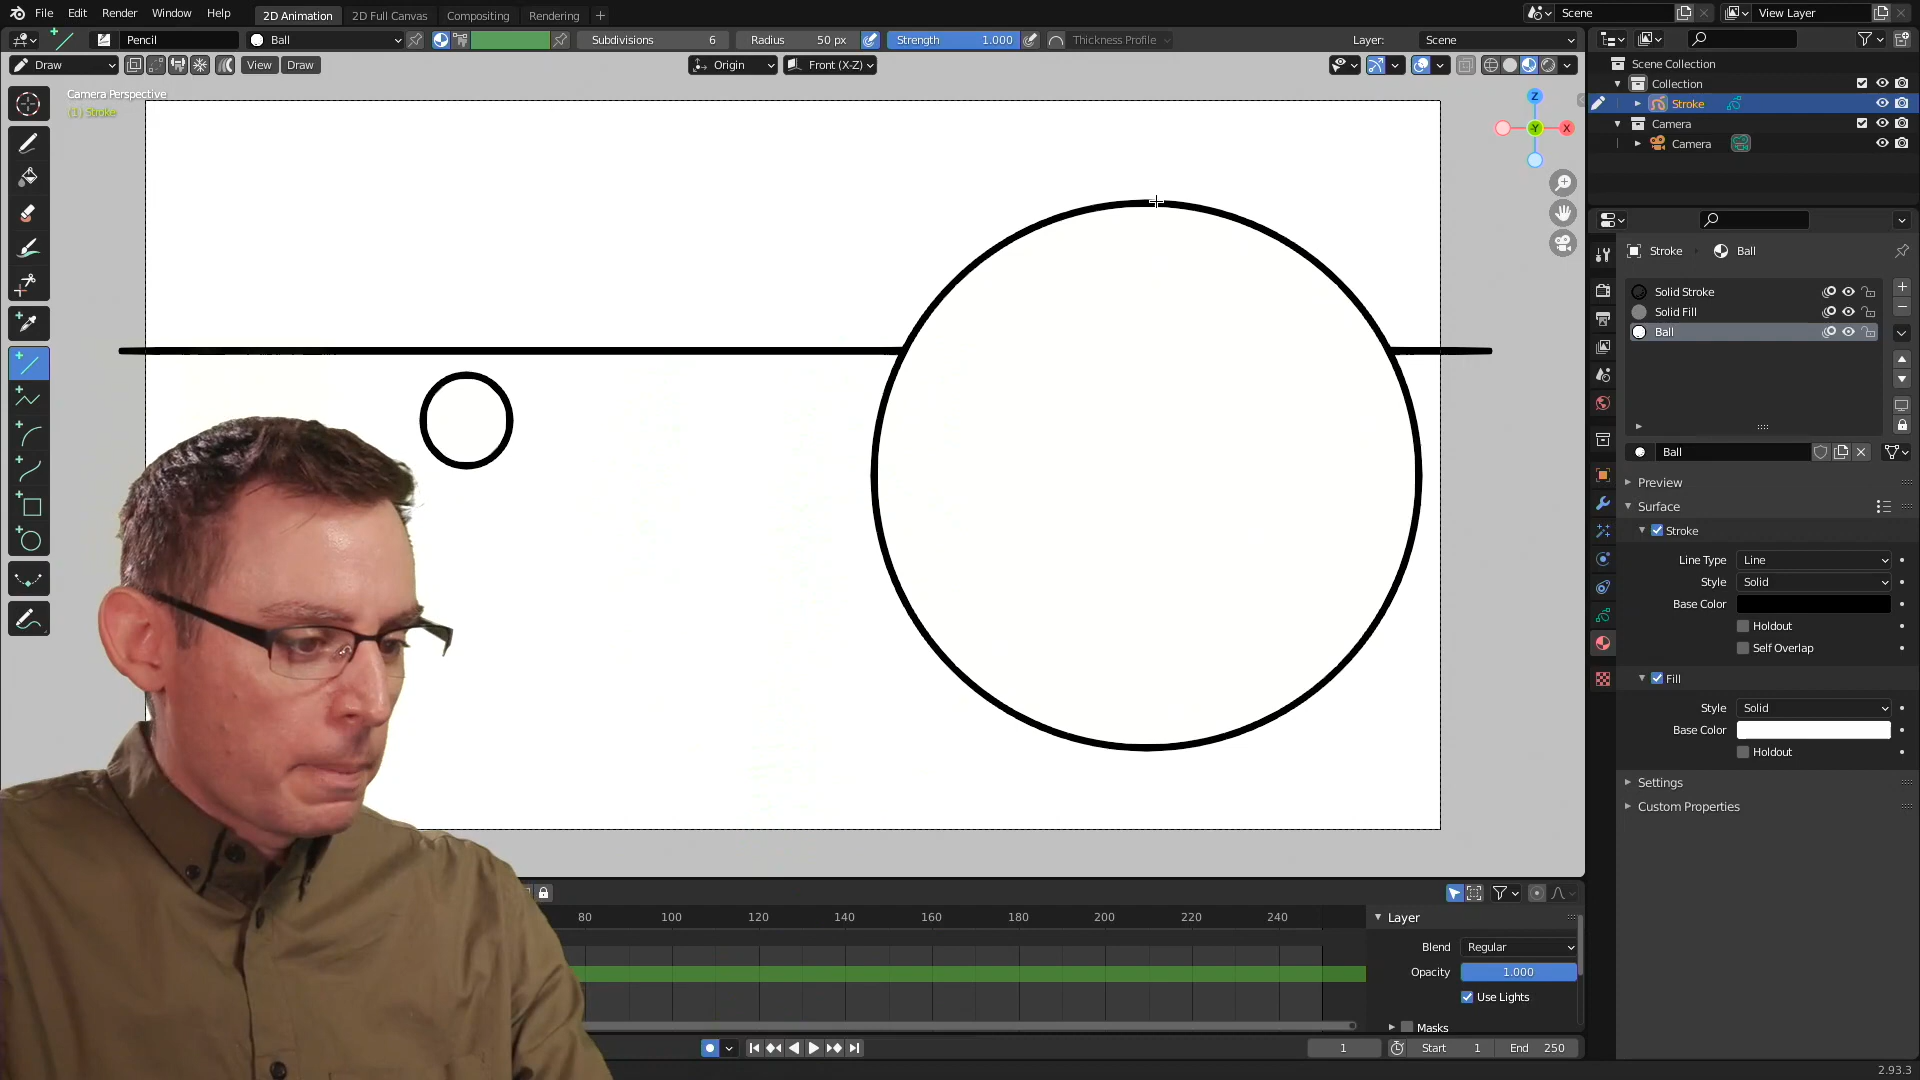 File Edit Render Window Help 2D Animation 2D Full Canvas Compositing Rendering + Scene View Layer
Pencil Ball Subdivisions 6 Radius 50 px Strength 1.000 Thickness Profile Layer: Scene
Draw View Draw Origin Front (X-Z)
Camera Perspective
(1) Stroke
Z
Y
X
Scene Collection
Collection
Stroke
Camera
Camera
Stroke Ball
Solid Stroke
Solid Fill
Ball
Ball
Preview
Surface
Stroke
Line Type Line
Style Solid
Base Color
Holdout
Self Overlap
Fill
Style Solid
Base Color
Holdout
Settings
Custom Properties
80 100 120 140 160 180 200 220 240
Layer
Blend Regular
Opacity 1.000
Use Lights
Masks
1 Start 1 End 250
2.93.3